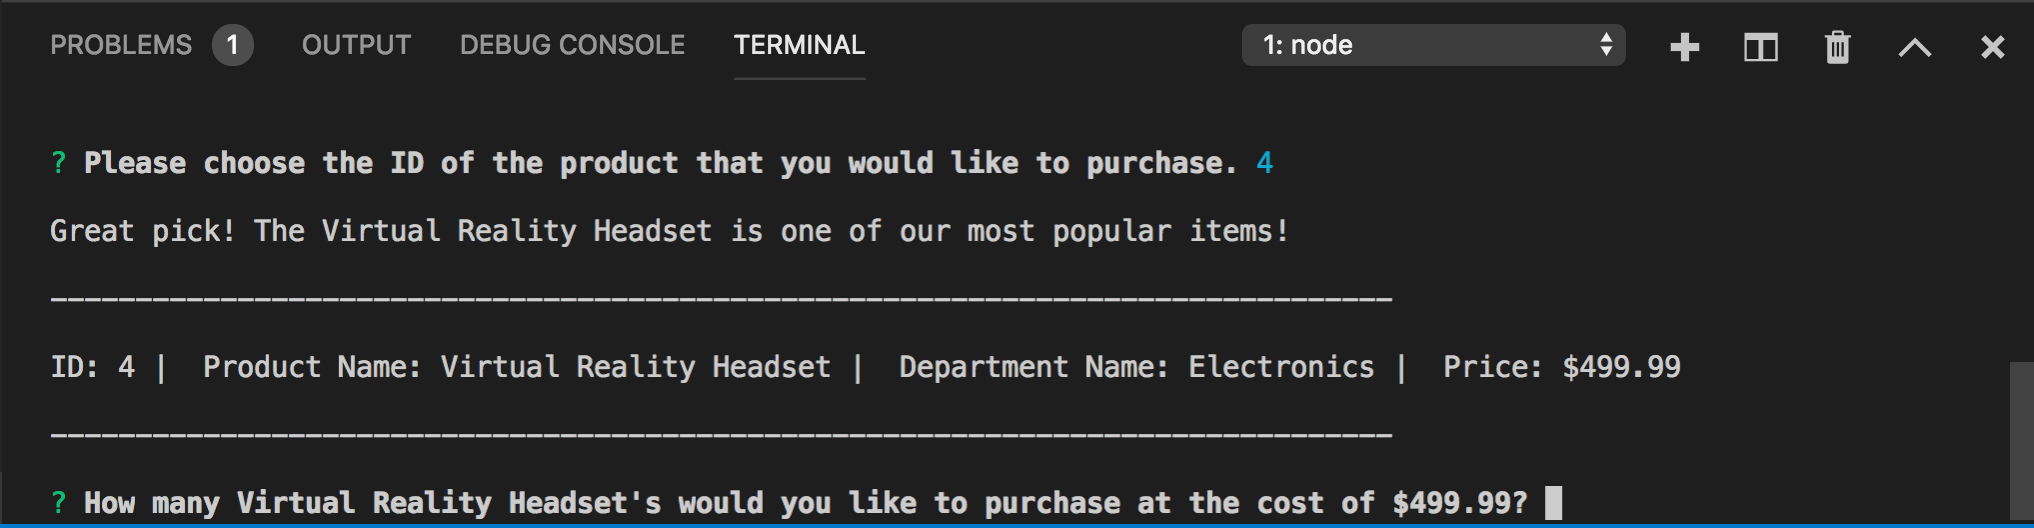 PROBLEMS 1 OUTPUT DEBUG CONSOLE TERMINAL 1: node
? Please choose the ID of the product that you would like to purchase. 4
Great pick! The Virtual Reality Headset is one of our most popular items!
-------------------------------------------------------------------------------
ID: 4 |  Product Name: Virtual Reality Headset |  Department Name: Electronics |  Price: $499.99
-------------------------------------------------------------------------------
? How many Virtual Reality Headset's would you like to purchase at the cost of $499.99?